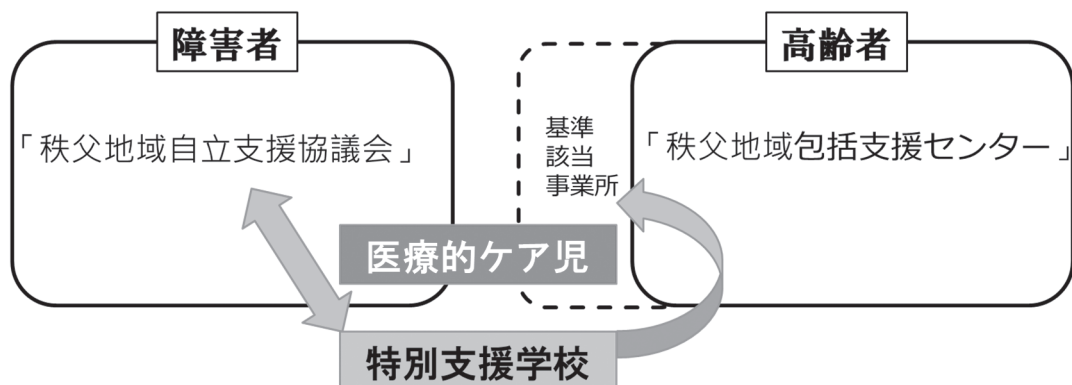 障害者
「秩父地域自立支援協議会」
高齢者
基準
該当
事業所
「秩父地域包括支援センター」
医療的ケア児
特別支援学校